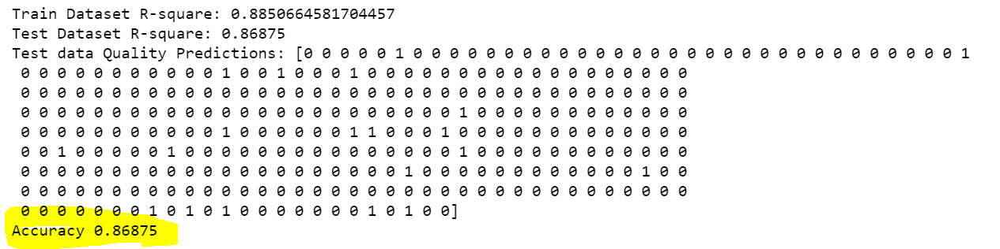 Train Dataset R-square: 0.8850664581704457
Test Dataset R-square: 0.86875
Test data Quality Predictions: [0 0 0 0 0 1 0 0 0 0 0 0 0 0 0 0 0 0 0 0 0 0 0 0 0 0 0 0 0 0 0 0 0 0 0 0 1
0 0 0 0 0 0 0 0 0 0 0 1 0 0 1 0 0 0 1 0 0 0 0 0 0 0 0 0 0 0 0 0 0 0 0 0 0
0 0 0 0 0 0 0 0 0 0 0 0 0 0 0 0 0 0 0 0 0 0 0 0 0 0 0 0 0 0 0 0 0 0 0 0 0
0 0 0 0 0 0 0 0 0 0 0 0 0 0 0 0 0 0 0 0 0 0 0 0 1 0 0 0 0 0 0 0 0 0 0 0 0
0 0 0 0 0 0 0 0 0 0 0 1 0 0 0 0 0 0 1 1 0 0 0 1 0 0 0 0 0 0 0 0 0 0 0 0 0
0 0 1 0 0 0 0 0 1 0 0 0 0 0 0 0 0 0 0 0 0 0 0 0 1 0 0 0 0 0 0 0 0 0 0 0 0
0 0 0 0 0 0 0 0 0 0 0 0 0 0 0 0 0 0 0 0 0 1 0 0 0 0 0 0 0 0 0 0 0 0 1 0 0
0 0 0 0 0 0 0 0 0 0 0 0 0 0 0 0 0 0 0 0 0 0 0 0 0 0 0 0 0 0 0 0 0 0 0 0 0
0 0 0 0 0 0 0 1 0 1 0 1 0 0 0 0 0 0 0 1 0 1 0 0]
Accuracy 0.86875